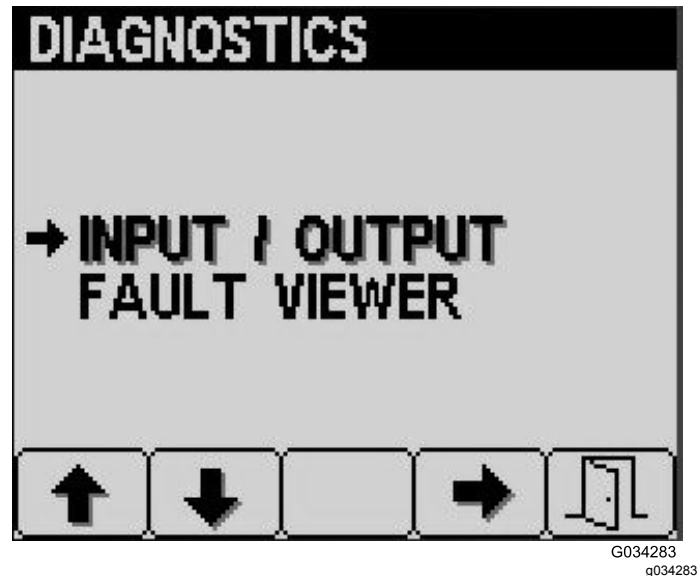 DIAGNOSTICS
INPUT / OUTPUT
FAULT VIEWER
G034283
g034283